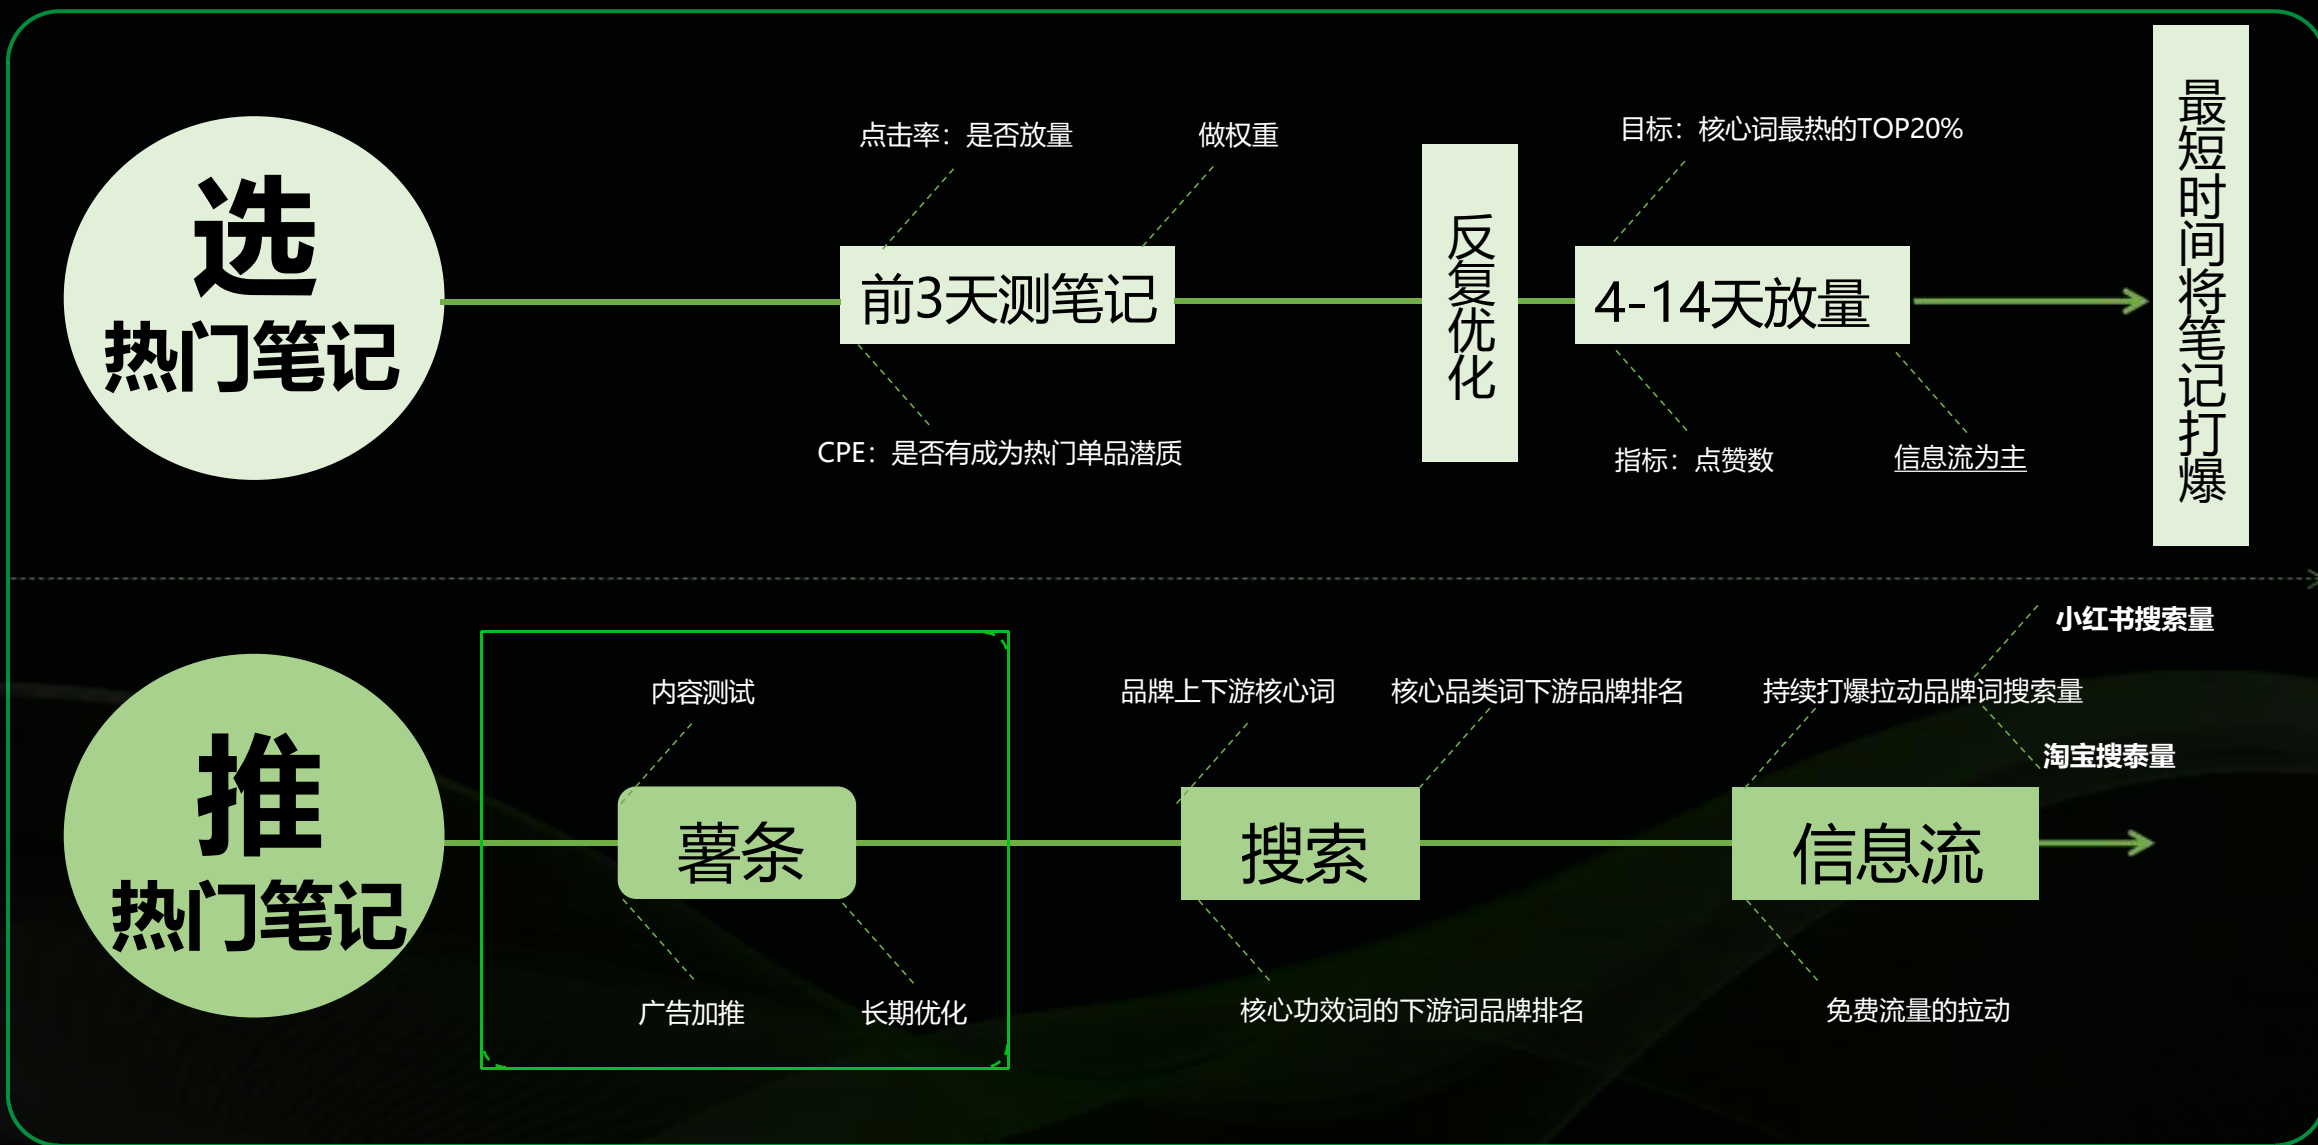 选
热门笔记
点击率：是否放量
做权重
前3天测笔记
CPE：是否有成为热门单品潜质
反复优化
目标：核心词最热的TOP20%
4-14天放量
指标：点赞数
信息流为主
最短时间将笔记打爆
推
热门笔记
内容测试
薯条
广告加推
长期优化
品牌上下游核心词
核心品类词下游品牌排名
搜索
核心功效词的下游词品牌排名
小红书搜索量
持续打爆拉动品牌词搜索量
淘宝搜泰量
信息流
免费流量的拉动